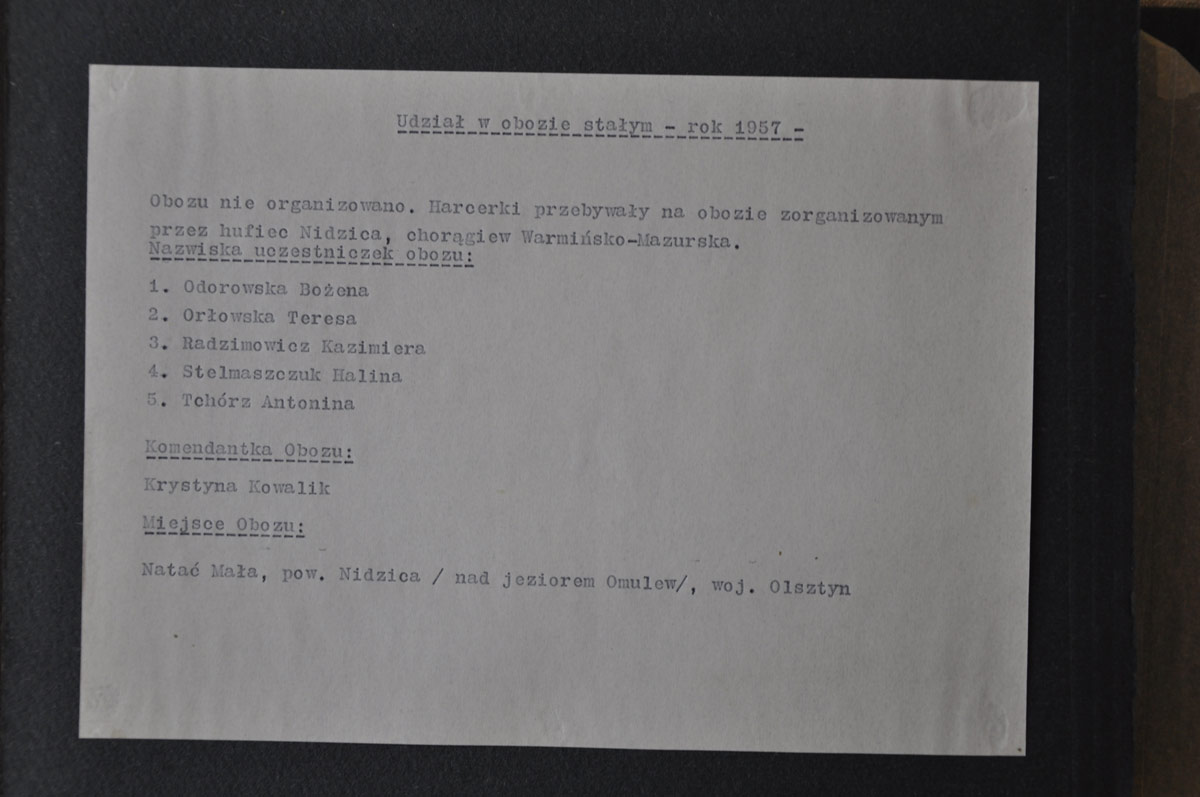 Udział w obozie stałym - rok 1957 -
Obozu nie organizowano. Harcerki przebywały na obozie zorganizowanym
przez hufiec Nidzica, chorągiew Warmińsko-Mazurska.
Nazwiska uczestniczek obozu:
1. Odorowska Bożena
2. Orłowska Teresa
3. Radzimowicz Kazimiera
4. Stelmaszczuk Halina
5. Tchórz Antonina
Komendantka Obozu:
Krystyna Kowalik
Miejsce Obozu:
Natać Mała, pow. Nidzica / nad jeziorem Omulew/, woj. Olsztyn